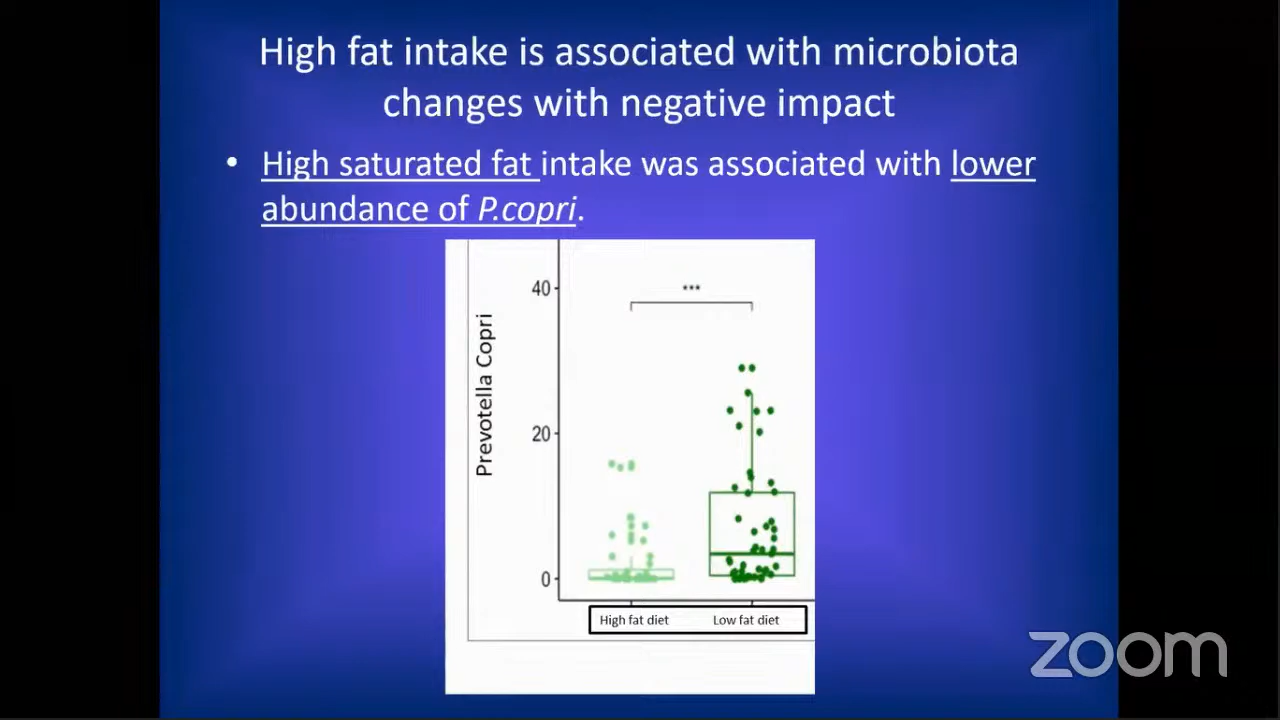 High fat intake is associated with microbiota
changes with negative impact
• High saturated fat intake was associated with lower
abundance of P.copri.
***
40
20
0
Prevotella Copri
High fat diet
Low fat diet
zoom